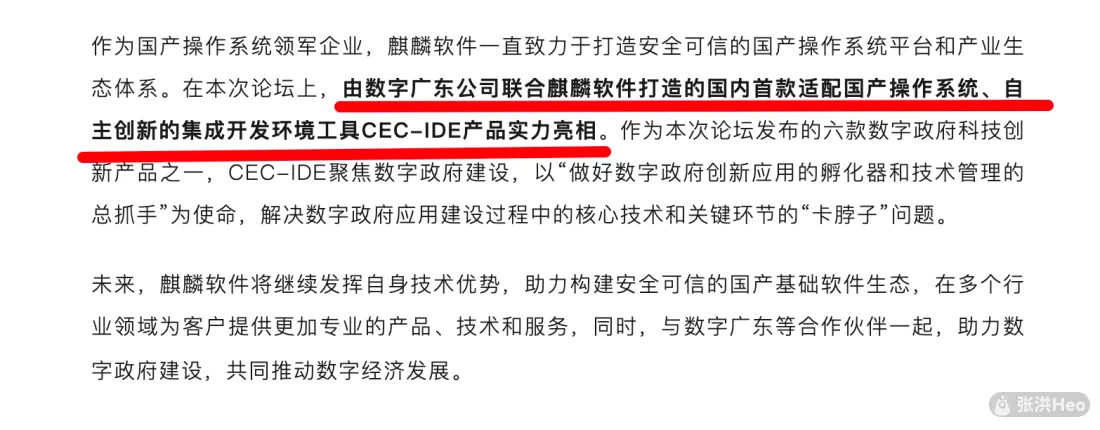 作为国产操作系统领军企业，麒麟软件一直致力于打造安全可信的国产操作系统平台和产业生
态体系。在本次论坛上，由数字广东公司联合麒麟软件打造的国内首款适配国产操作系统、自
主创新的集成开发环境工具CEC-IDE产品实力亮相。作为本次论坛发布的六款数字政府科技创
新产品之一，CEC-IDE聚焦数字政府建设，以“做好数字政府创新应用的孵化器和技术管理的
总抓手”为使命，解决数字政府应用建设过程中的核心技术和关键环节的“卡脖子”问题。
未来，麒麟软件将继续发挥自身技术优势，助力构建安全可信的国产基础软件生态，在多个行
业领域为客户提供更加专业的产品、技术和服务，同时，与数字广东等合作伙伴一起，助力数
字政府建设，共同推动数字经济发展。
张洪Heo